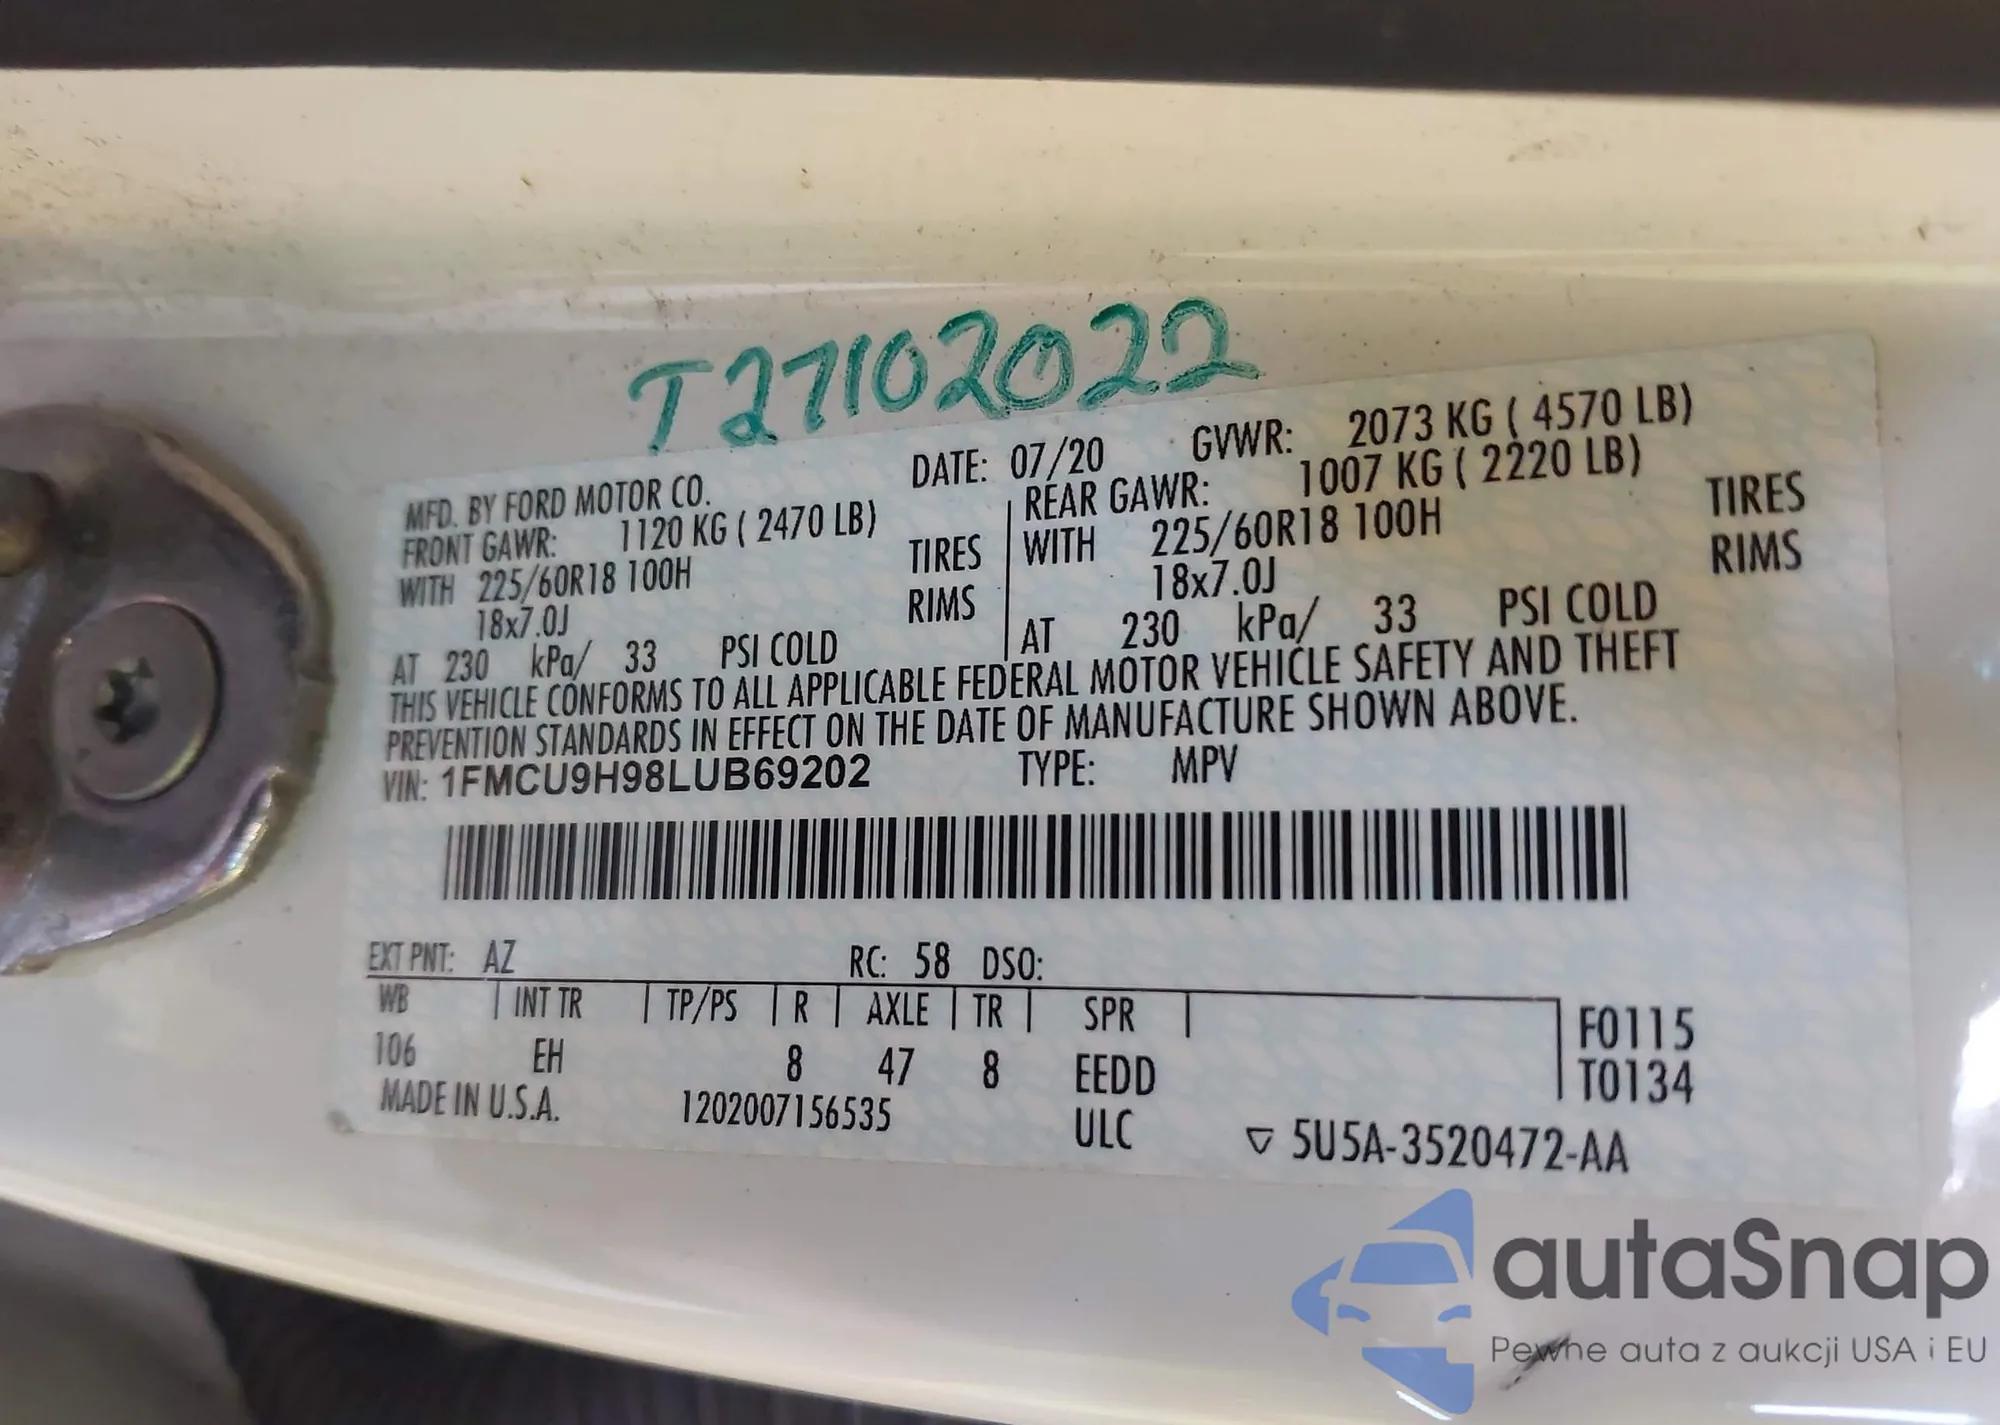 T27102022
MFD. BY FORD MOTOR CO. DATE: 07/20 GVWR: 2073 KG ( 4570 LB)
FRONT GAWR: 1120 KG ( 2470 LB) REAR GAWR: 1007 KG ( 2220 LB)
WITH 225/60R18 100H TIRES WITH 225/60R18 100H TIRES
18x7.0J RIMS 18x7.0J RIMS
AT 230 kPa/ 33 PSI COLD AT 230 kPa/ 33 PSI COLD
THIS VEHICLE CONFORMS TO ALL APPLICABLE FEDERAL MOTOR VEHICLE SAFETY AND THEFT
PREVENTION STANDARDS IN EFFECT ON THE DATE OF MANUFACTURE SHOWN ABOVE.
VIN: 1FMCU9H98LUB69202 TYPE: MPV
EXT PNT: AZ RC: 58 DSO:
WB INT TR TP/PS R AXLE TR SPR F0115
106 EH 8 47 8 EEDD T0134
MADE IN U.S.A. 1202007156535 ULC ▽ 5U5A-3520472-AA
autoSnap
Pewne auta z aukcji USA i EU